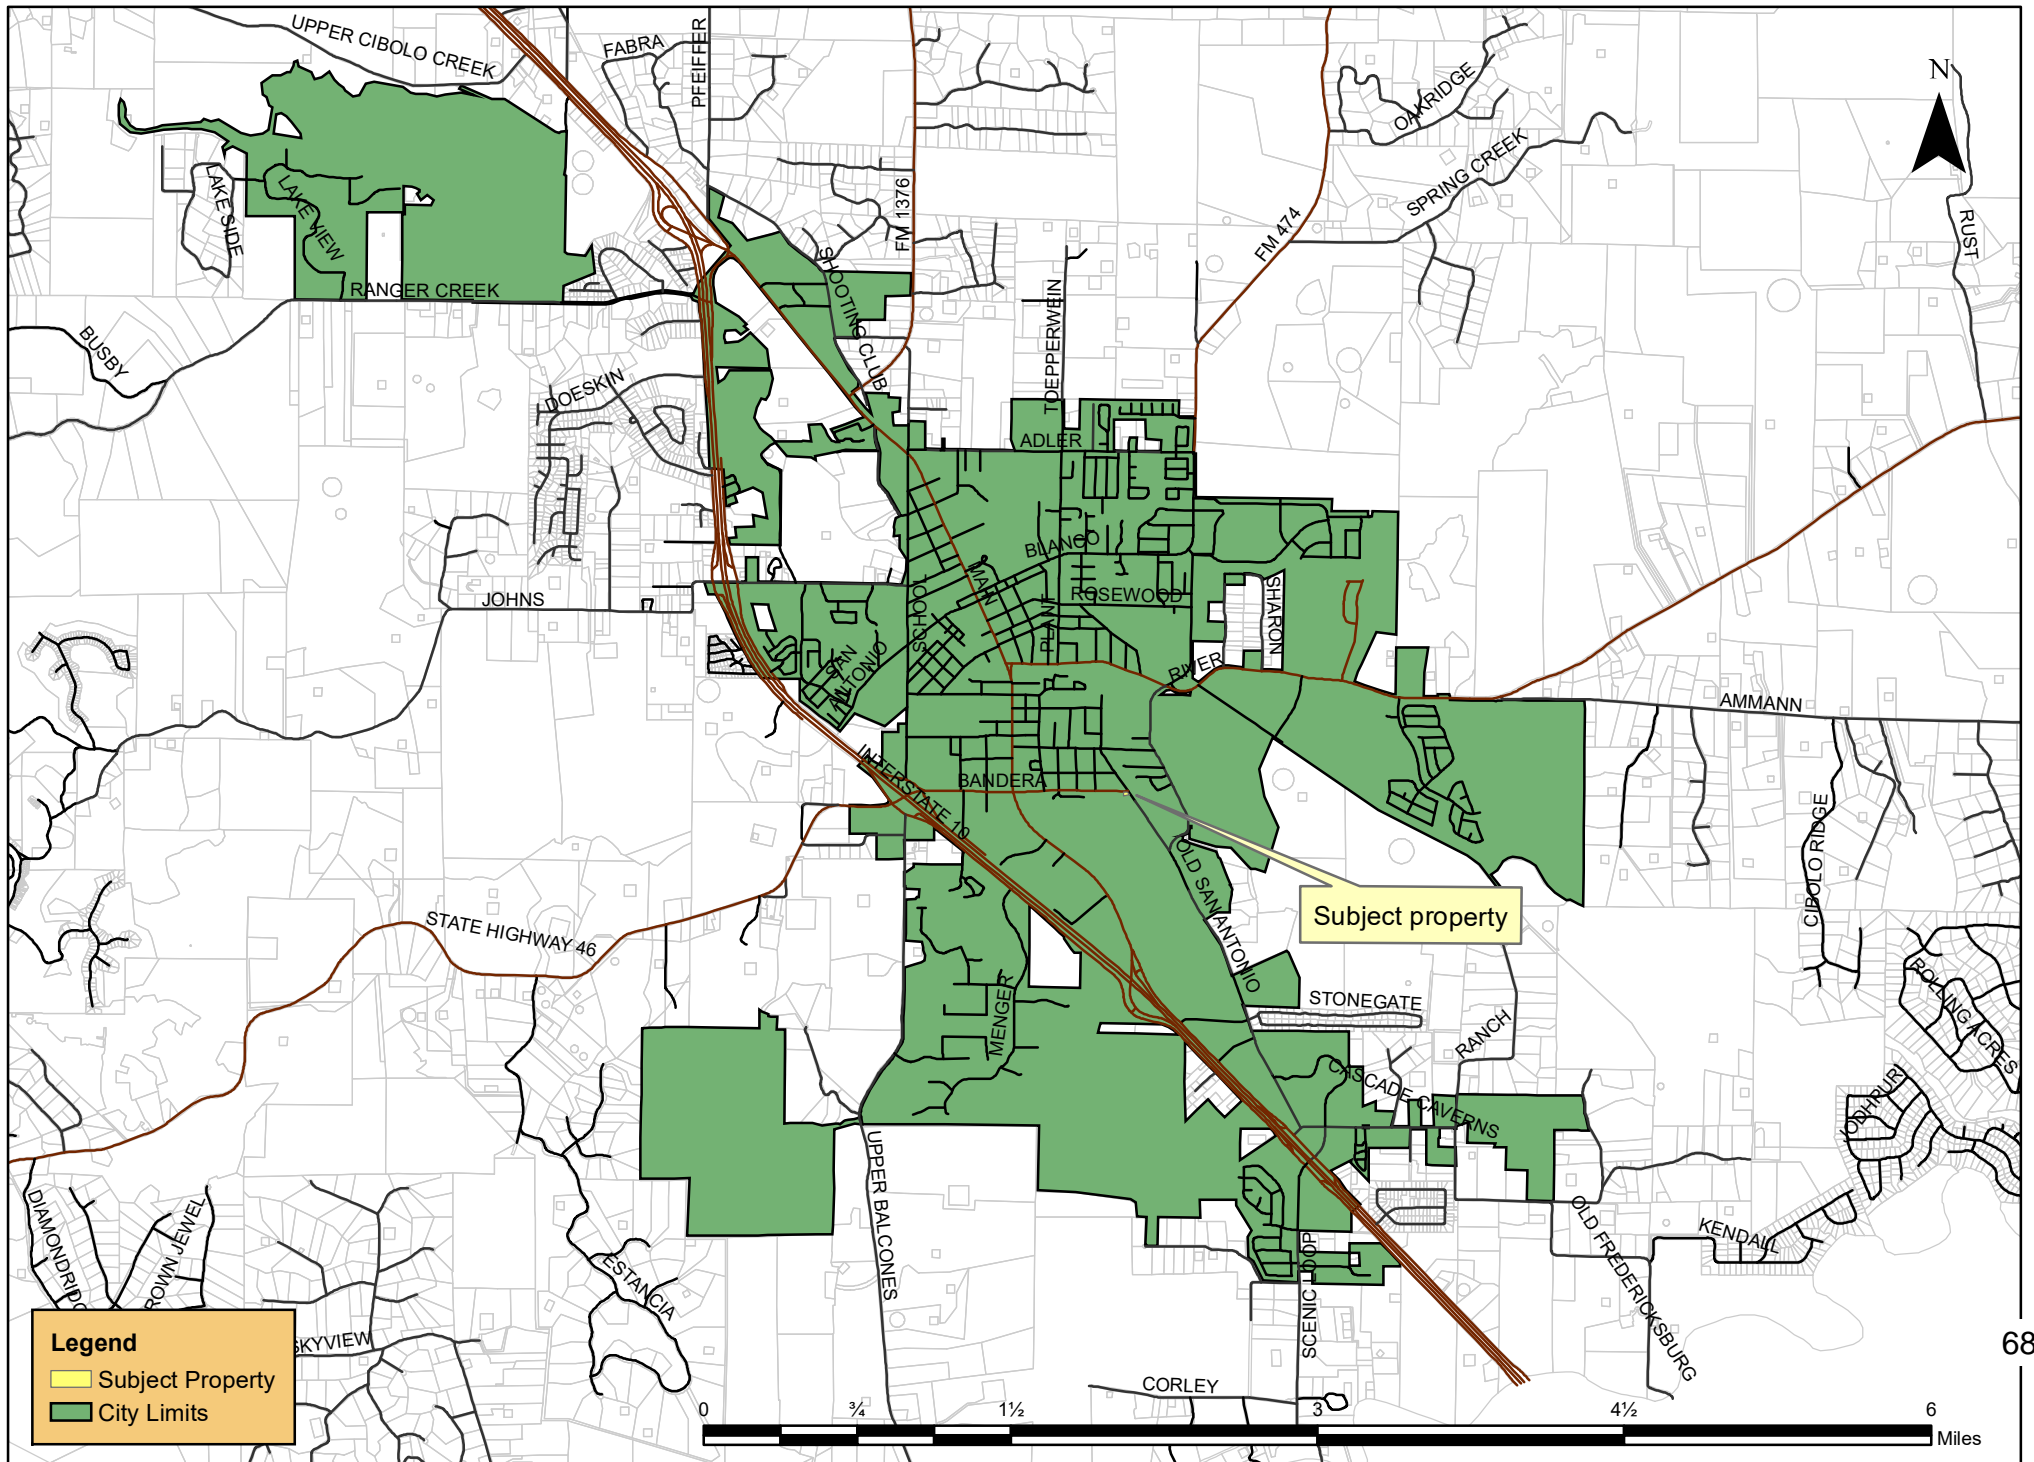 UPPER CIBOLO CREEK
FABRA
PFEIFFER
OAKRIDGE
N
SPRING CREEK
LAKE SIDE
LAKE VIEW
FM 1376
FM 474
RUST
SHOOTING CLUB
RANGER CREEK
TOEPPERWEIN
BUSBY
DOESKIN
ADLER
BLANCO
MAIN
JOHNS
SCHOOL
PLANT
ROSEWOOD
SHARON
SAN
ANTONIO
RIVER
AMMANN
INTERSTATE 10
BANDERA
OLD SAN ANTONIO
CIBOLO RIDGE
Subject property
STATE HIGHWAY 46
ROLLING ACRES
STONEGATE
MENGER
RANCH
CASCADE CAVERNS
JODHPUR
UPPER BALCONES
DIAMONDRIDG
ROWN JEWEL
ESTANCIA
OLD FREDERICKSBURG
KENDALL
SCENIC LOOP
SKYVIEW
CORLEY
68
Legend
Subject Property
City Limits
0 ¾ 1½ 3 4½ 6
Miles